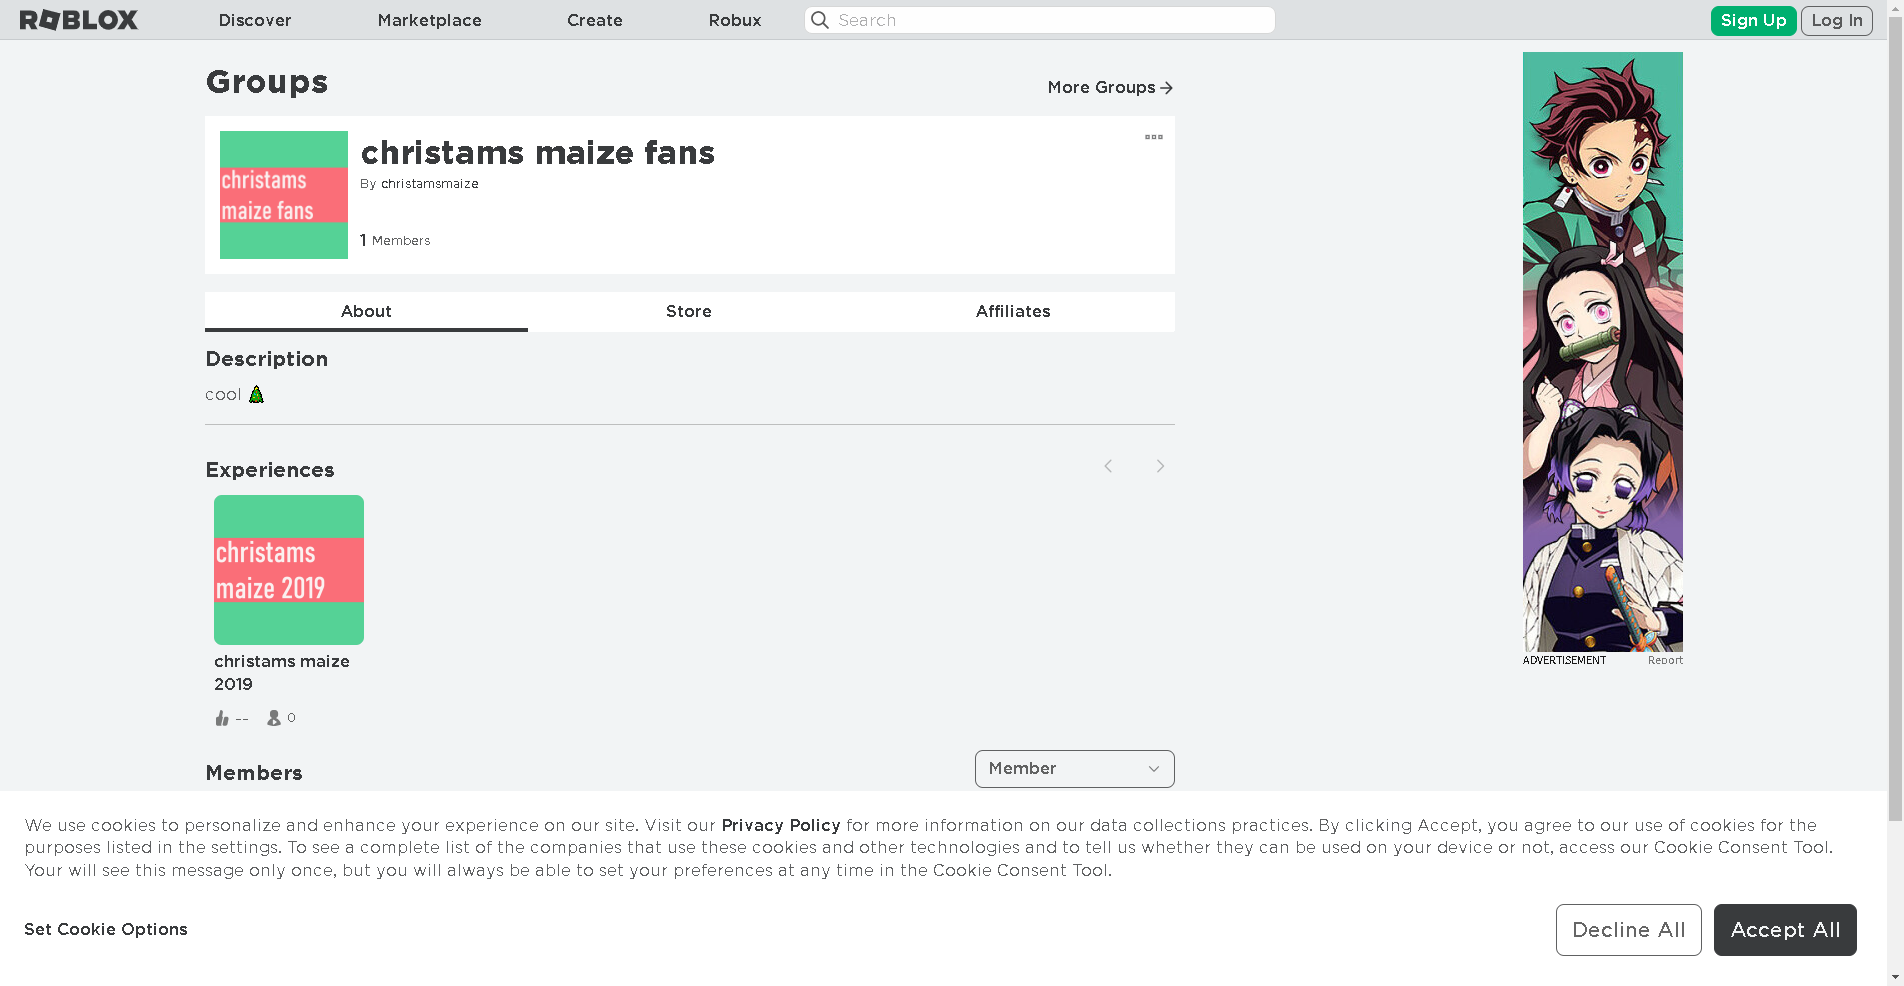 ROBLOX Discover Marketplace Create Robux Search Sign Up Log In
Groups
More Groups
christams maize fans
christams maize fans
By christamsmaize
1 Members
About Store Affiliates
Description
cool
Experiences
christams
maize 2019
christams maize
2019
-- 0
Members
Member
ADVERTISEMENT Report
We use cookies to personalize and enhance your experience on our site. Visit our Privacy Policy for more information on our data collections practices. By clicking Accept, you agree to our use of cookies for the
purposes listed in the settings. To see a complete list of the companies that use these cookies and other technologies and to tell us whether they can be used on your device or not, access our Cookie Consent Tool.
Your will see this message only once, but you will always be able to set your preferences at any time in the Cookie Consent Tool.
Set Cookie Options
Decline All Accept All